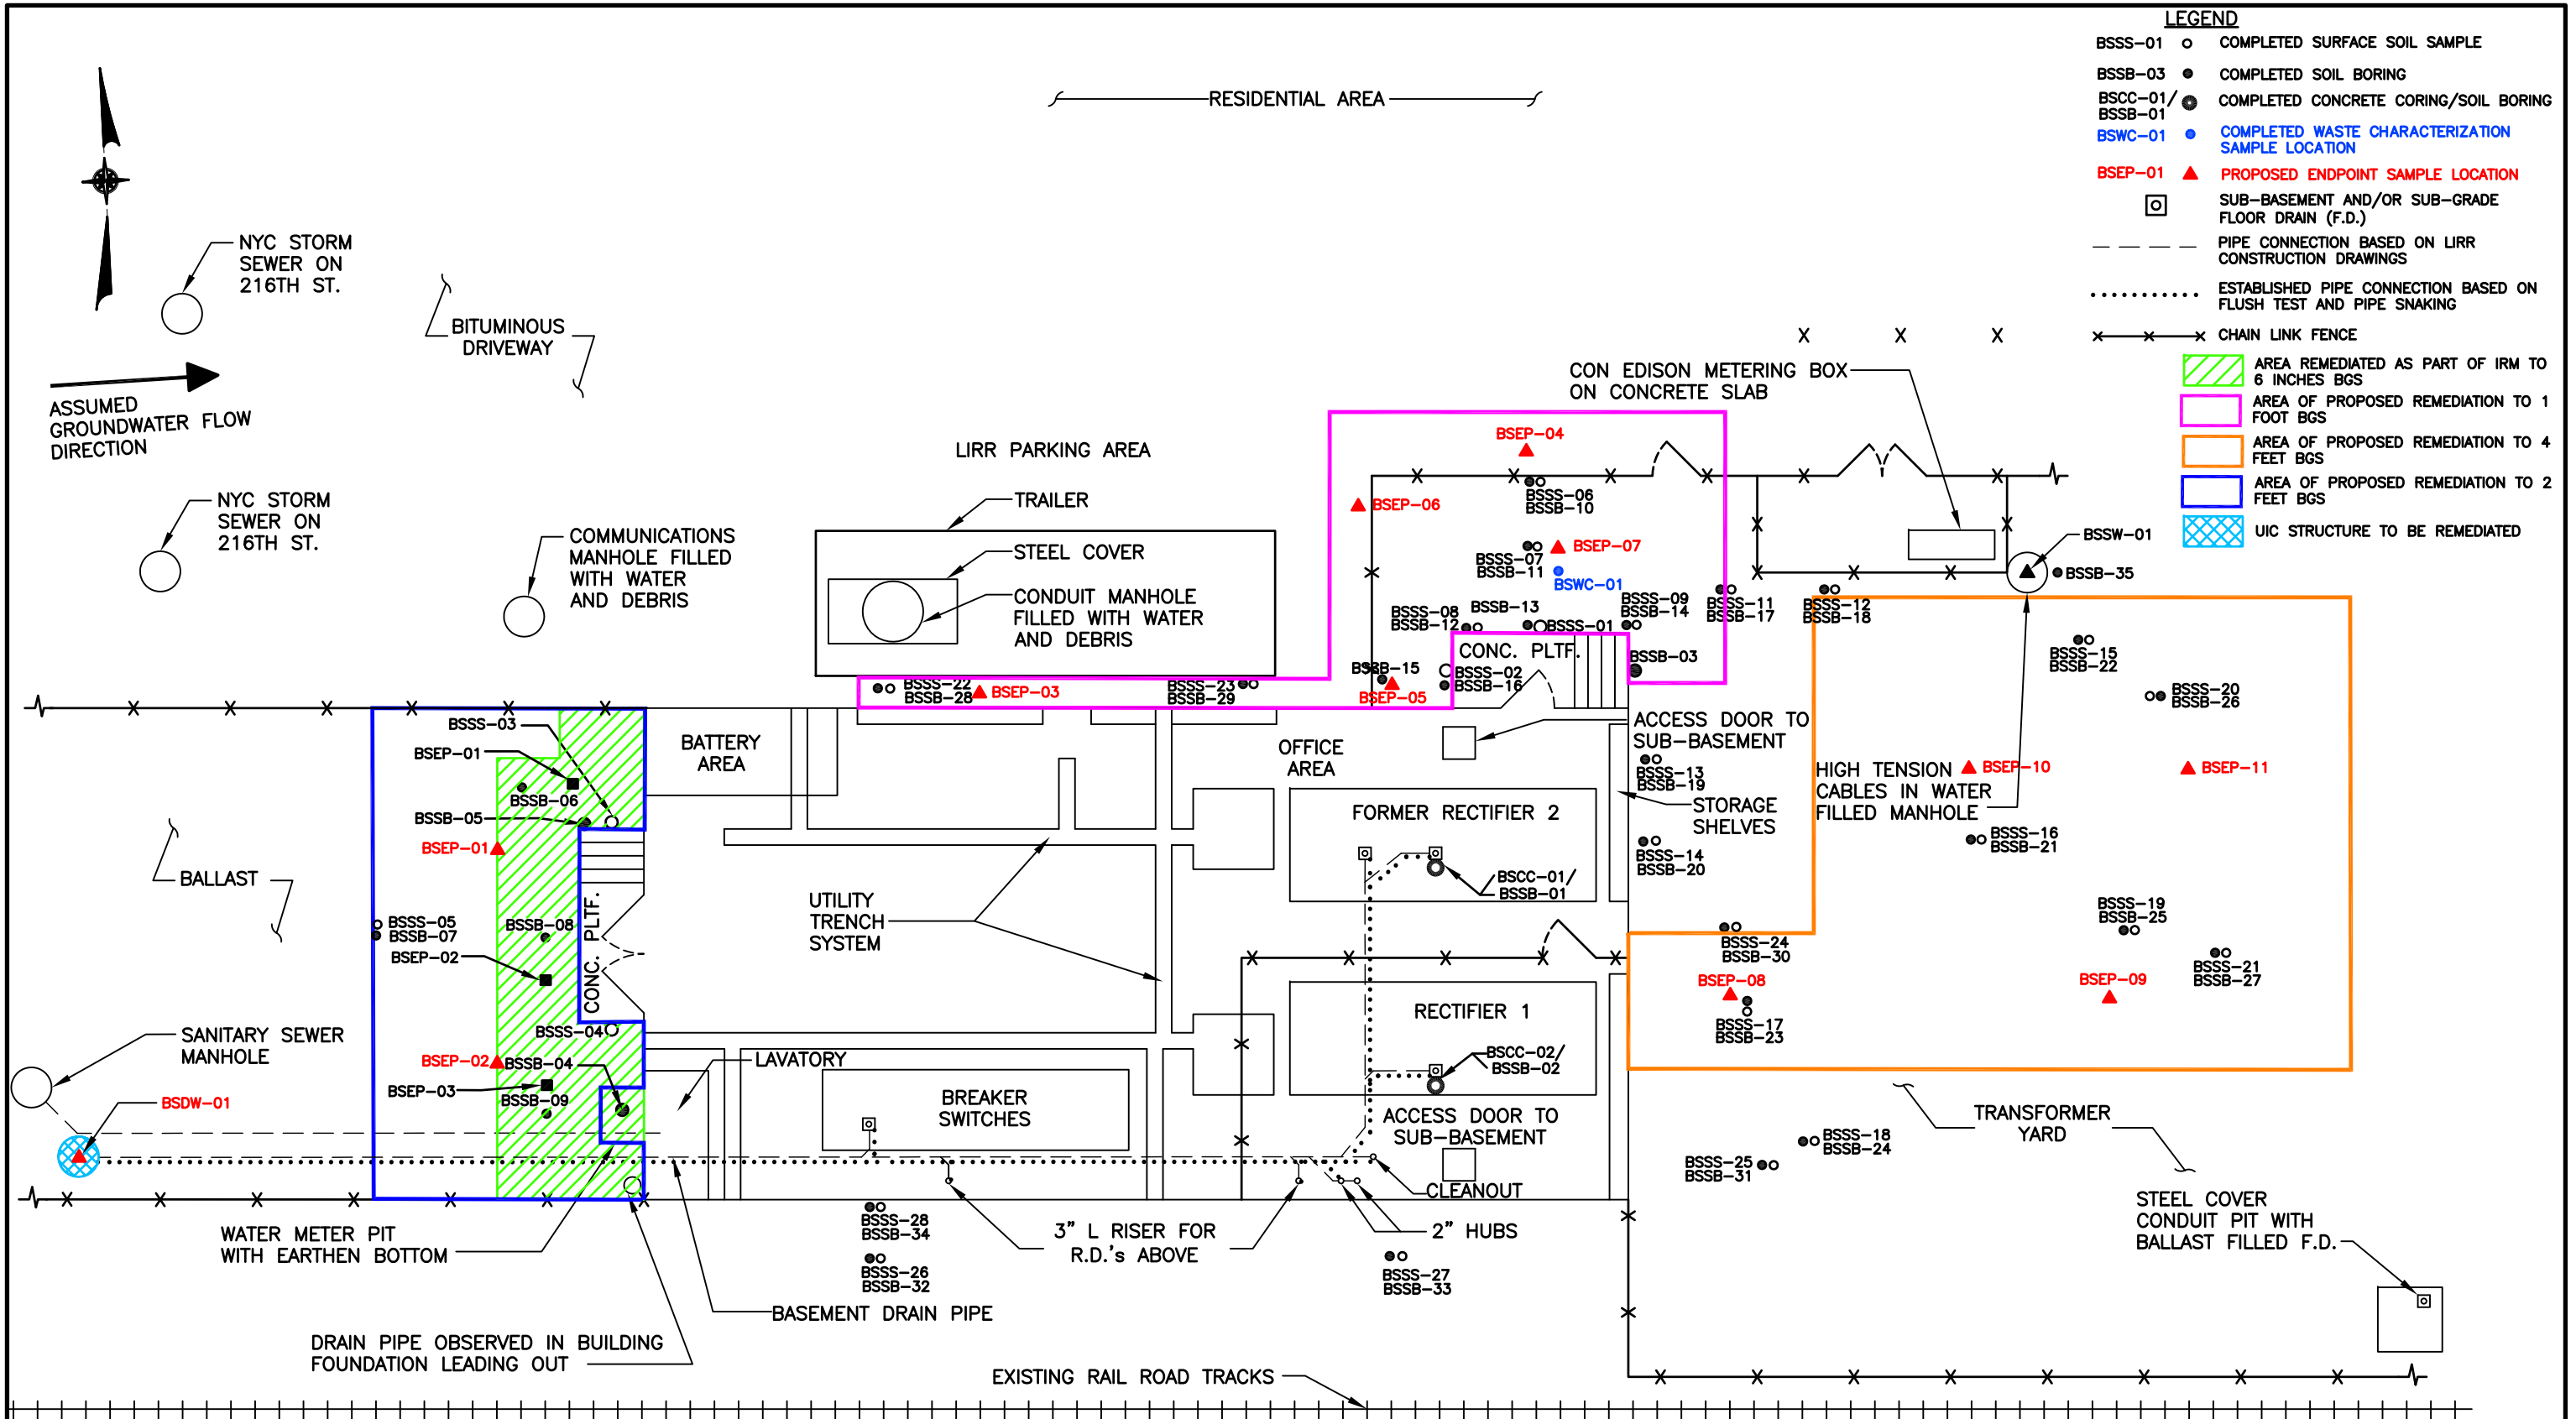 LEGEND
BSSS-01 COMPLETED SURFACE SOIL SAMPLE
BSSB-03 COMPLETED SOIL BORING
BSCC-01/
BSSB-01
COMPLETED CONCRETE CORING/SOIL BORING
BSWC-01
COMPLETED WASTE CHARACTERIZATION
SAMPLE LOCATION
BSEP-01 PROPOSED ENDPOINT SAMPLE LOCATION
SUB-BASEMENT AND/OR SUB-GRADE
FLOOR DRAIN (F.D.)
PIPE CONNECTION BASED ON LIRR
CONSTRUCTION DRAWINGS
ESTABLISHED PIPE CONNECTION BASED ON
FLUSH TEST AND PIPE SNAKING
CHAIN LINK FENCE
AREA REMEDIATED AS PART OF IRM TO
6 INCHES BGS
AREA OF PROPOSED REMEDIATION TO 1
FOOT BGS
AREA OF PROPOSED REMEDIATION TO 4
FEET BGS
AREA OF PROPOSED REMEDIATION TO 2
FEET BGS
UIC STRUCTURE TO BE REMEDIATED
RESIDENTIAL AREA
NYC STORM
SEWER ON
216TH ST.
BITUMINOUS
DRIVEWAY
ASSUMED
GROUNDWATER FLOW
DIRECTION
NYC STORM
SEWER ON
216TH ST.
COMMUNICATIONS
MANHOLE FILLED
WITH WATER
AND DEBRIS
LIRR PARKING AREA
TRAILER
STEEL COVER
CONDUIT MANHOLE
FILLED WITH WATER
AND DEBRIS
CON EDISON METERING BOX
ON CONCRETE SLAB
BSEP-04
BSEP-06
BSSS-06
BSSB-10
BSEP-07
BSSS-07
BSSB-11
BSWC-01
BSSS-08
BSSB-12
BSSB-13
BSSS-01
BSSS-09
BSSB-14
BSSS-11
BSSB-17
BSSS-12
BSSB-18
BSSW-01
BSSB-35
CONC. PLTF.
BSSB-03
BSSB-15
BSEP-05
BSSS-02
BSSB-16
BSSS-22
BSSB-28
BSEP-03
BSSS-23
BSSB-29
BSSS-15
BSSB-22
BSSS-20
BSSB-26
BSSS-03
BSEP-01
BSSB-06
BSSB-05
BSEP-01
BATTERY
AREA
OFFICE
AREA
ACCESS DOOR TO
SUB-BASEMENT
BSSS-13
BSSB-19
STORAGE
SHELVES
HIGH TENSION
CABLES IN WATER
FILLED MANHOLE
BSEP-10
BSEP-11
FORMER RECTIFIER 2
BSSS-14
BSSB-20
BSSS-16
BSSB-21
BALLAST
BSCC-01/
BSSB-01
BSSS-05
BSSB-07
BSSB-08
BSEP-02
CONC. PLTF.
UTILITY
TRENCH
SYSTEM
BSSS-19
BSSB-25
BSSS-24
BSSB-30
BSEP-08
BSSS-17
BSSB-23
BSEP-09
BSSS-21
BSSB-27
RECTIFIER 1
SANITARY SEWER
MANHOLE
BSSS-04
BSEP-02
BSSB-04
BSEP-03
BSSB-09
BSDW-01
LAVATORY
BREAKER
SWITCHES
BSCC-02/
BSSB-02
ACCESS DOOR TO
SUB-BASEMENT
TRANSFORMER
YARD
BSSS-18
BSSB-24
BSSS-25
BSSB-31
CLEANOUT
WATER METER PIT
WITH EARTHEN BOTTOM
BSSS-28
BSSB-34
BSSS-26
BSSB-32
3" L RISER FOR
R.D.'s ABOVE
2" HUBS
BSSS-27
BSSB-33
STEEL COVER
CONDUIT PIT WITH
BALLAST FILLED F.D.
BASEMENT DRAIN PIPE
DRAIN PIPE OBSERVED IN BUILDING
FOUNDATION LEADING OUT
EXISTING RAIL ROAD TRACKS